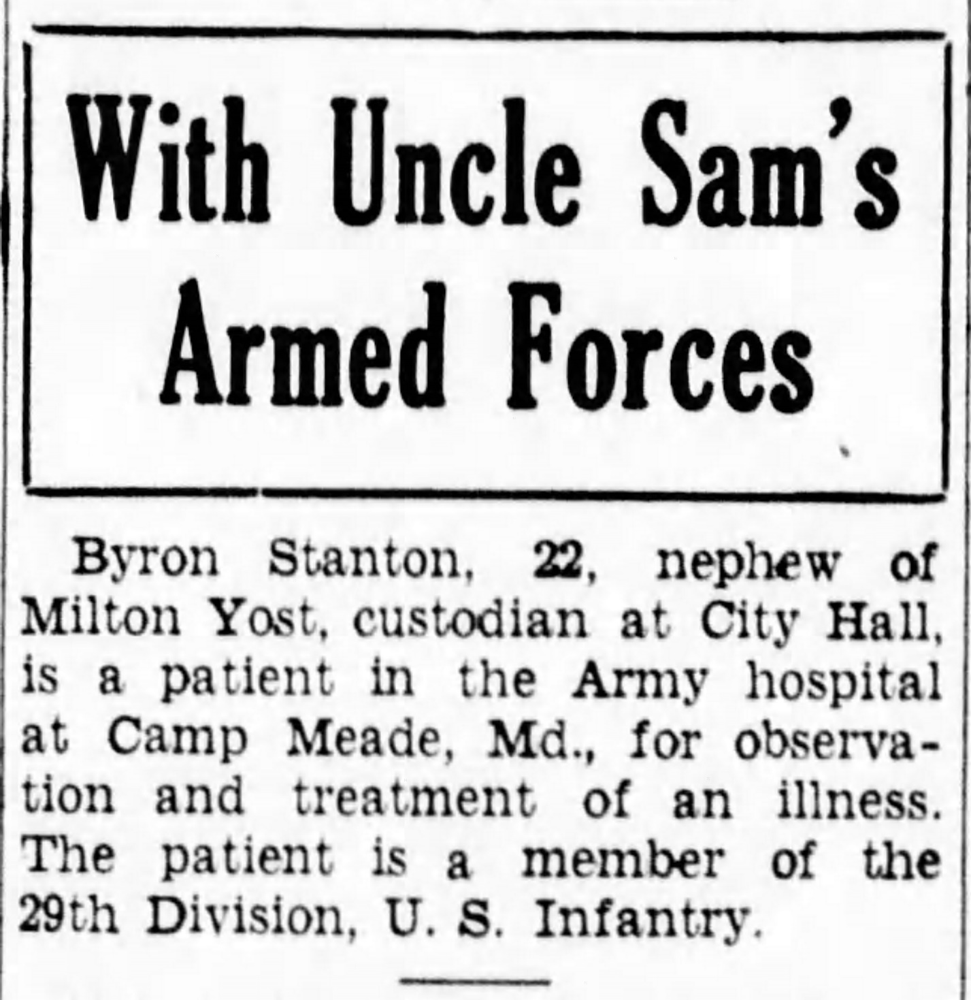 With Uncle Sam's
Armed Forces
Byron Stanton, 22, nephew of
Milton Yost, custodian at City Hall,
is a patient in the Army hospital
at Camp Meade, Md., for observa-
tion and treatment of an illness.
The patient is a member of the
29th Division, U. S. Infantry.